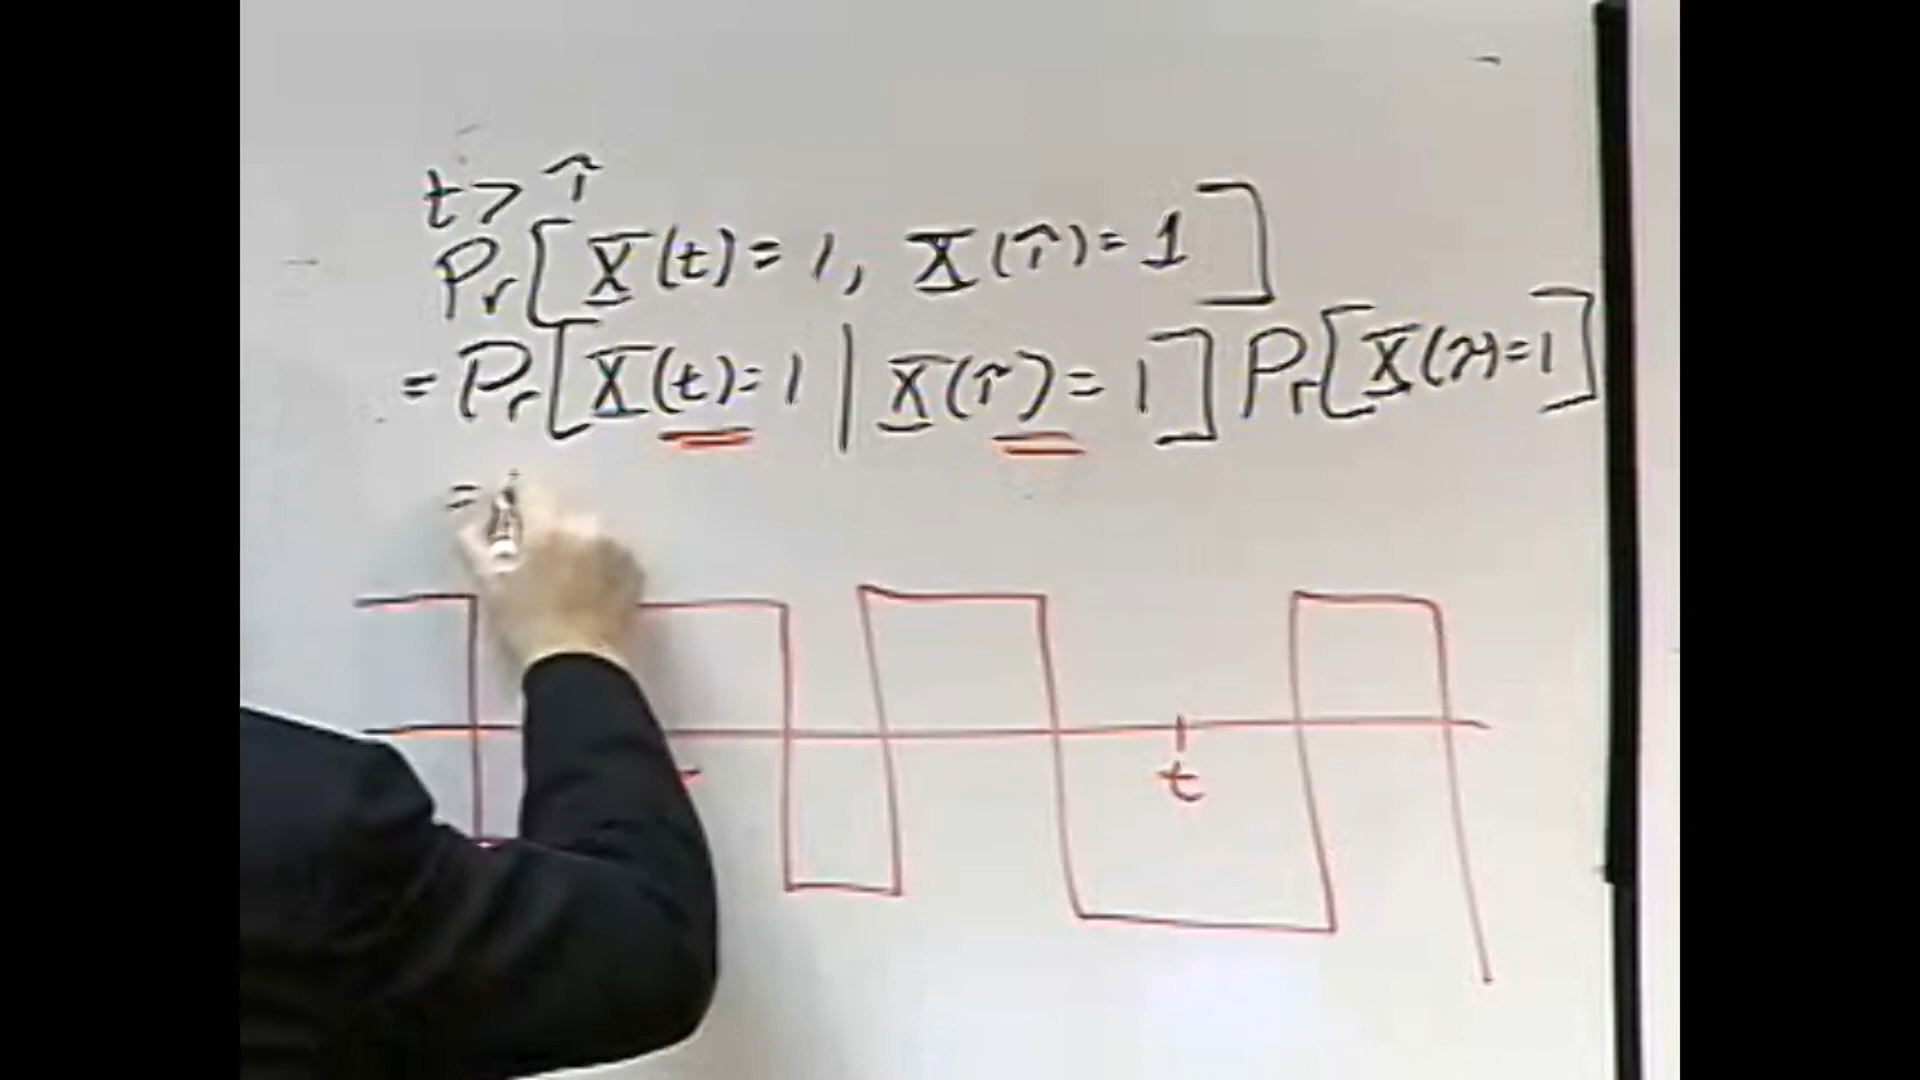 t > τ
Pr[X(t)=1, X(τ)=1]
=Pr[X(t)=1 | X(τ)=1] Pr[X(τ)=1]
=
t